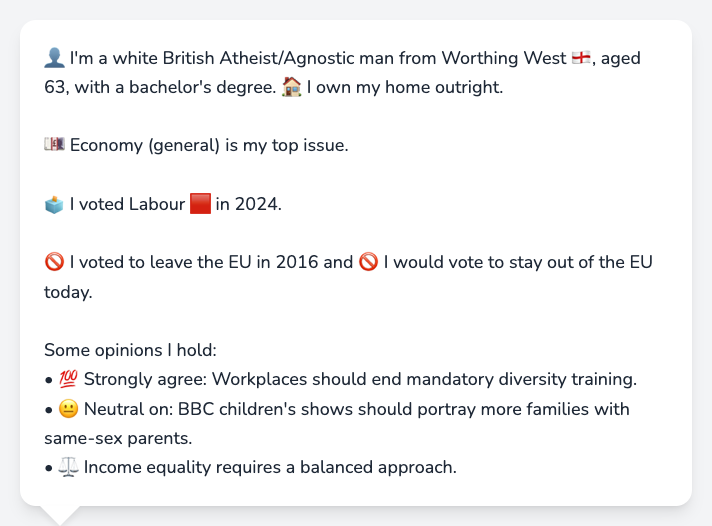 👤 I'm a white British Atheist/Agnostic man from Worthing West 🏴󠁧󠁢󠁥󠁮󠁧󠁿, aged
63, with a bachelor's degree. 🏠 I own my home outright.
💷 Economy (general) is my top issue.
🗳️ I voted Labour 🟥 in 2024.
🚫 I voted to leave the EU in 2016 and 🚫 I would vote to stay out of the EU
today.
Some opinions I hold:
• 💯 Strongly agree: Workplaces should end mandatory diversity training.
• 😐 Neutral on: BBC children's shows should portray more families with
same-sex parents.
• ⚖️ Income equality requires a balanced approach.